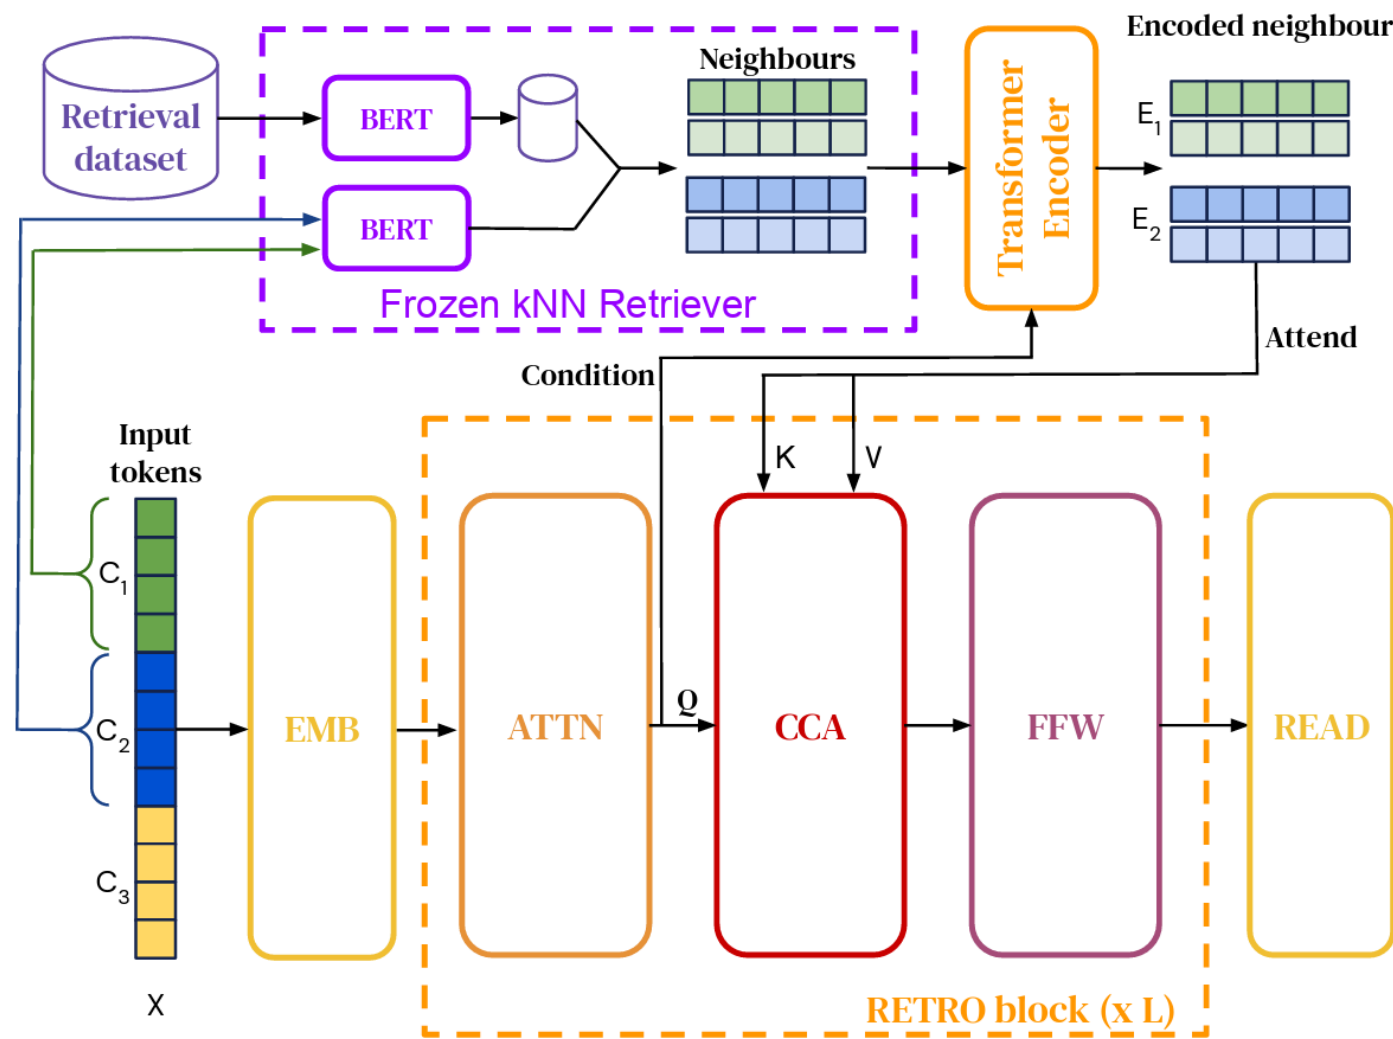 Encoded neighbour
Retrieval
dataset
BERT
Neighbours
Transformer
Encoder
E1
BERT
E2
Frozen kNN Retriever
Attend
Condition
Input
tokens
K
V
C1
Q
C2
EMB
ATTN
CCA
FFW
READ
C3
X
RETRO block (x L)